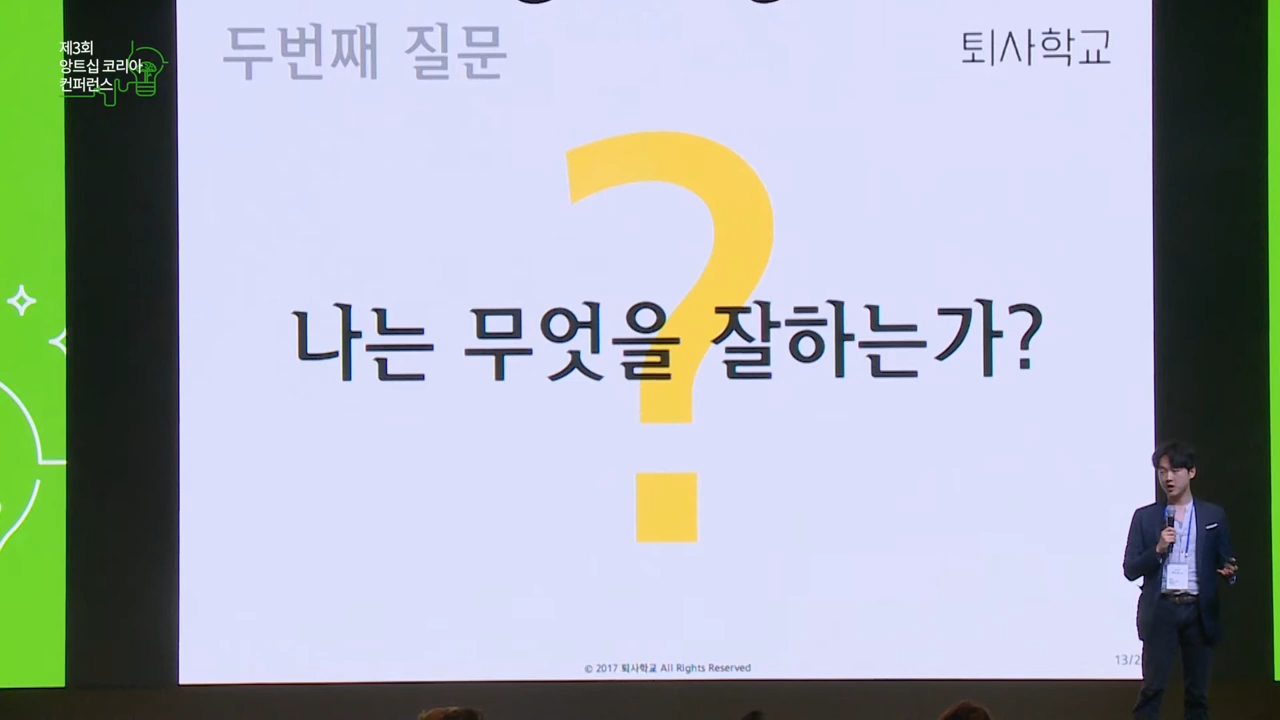 제3회
앙트십 코리아
컨퍼런스
두번째 질문
퇴사학교
?
나는 무엇을 잘하는가?
© 2017 퇴사학교 All Rights Reserved